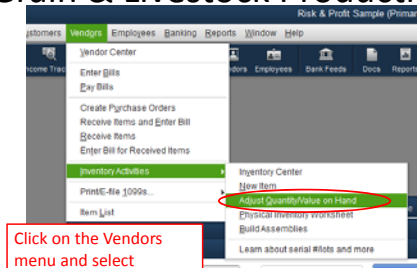 Grain & Livestock Producti
Risk & Profit Sample (Primar
ustomers Vendors Employees Banking Reports Window Help
come Trac
dors Employees Bank Feeds Docs Reports
Vendor Center
Enter Bills
Pay Bills
Create Purchase Orders
Receive Items and Enter Bill
Receive Items
Enter Bill for Received Items
Inventory Activities
Inventory Center
Print/E-file 1099s...
New Item
Adjust Quantity/Value on Hand
Item List
Physical Inventory Worksheet
Build Assemblies
Learn about serial #/lots and more
Click on the Vendors
menu and select